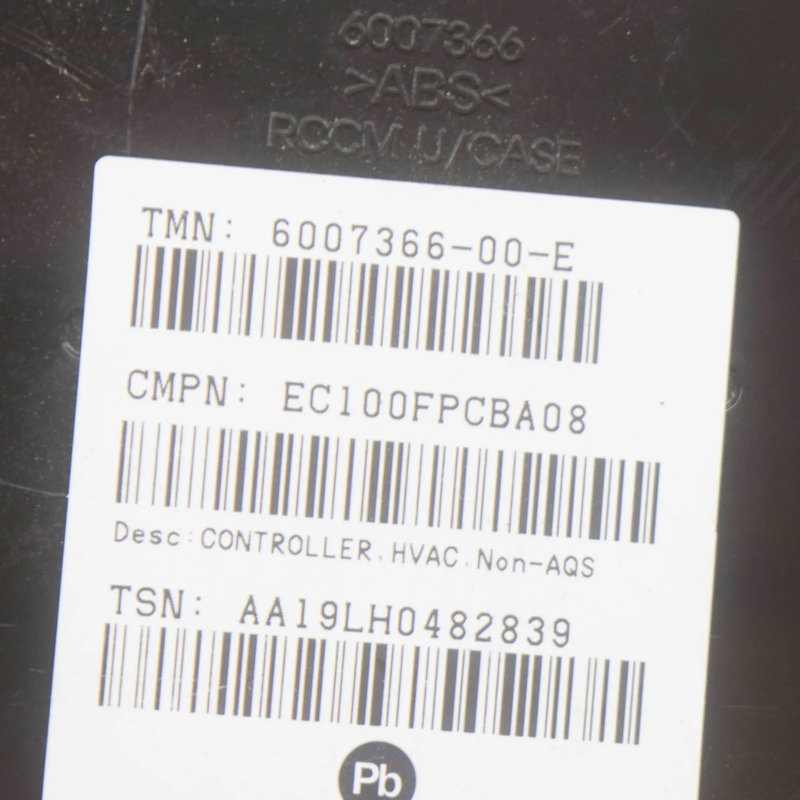 6007366
>ABS<
RCCM U/CASE
TMN: 6007366-00-E
CMPN: EC100FPCBA08
Desc:CONTROLLER,HVAC,Non-AQS
TSN: AA19LH0482839
Pb